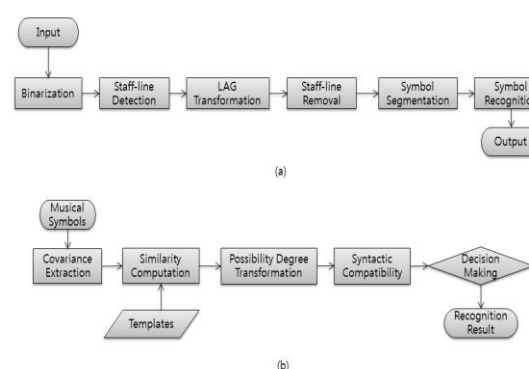 Input
Binarization
Staff-line
Detection
LAG
Transformation
Staff-line
Removal
Symbol
Segmentation
Symbol
Recognitio
Output
(a)
Musical
Symbols
Covariance
Extraction
Similarity
Computation
Possibility Degree
Transformation
Syntactic
Compatibility
Decision
Making
Templates
Recognition
Result
(b)